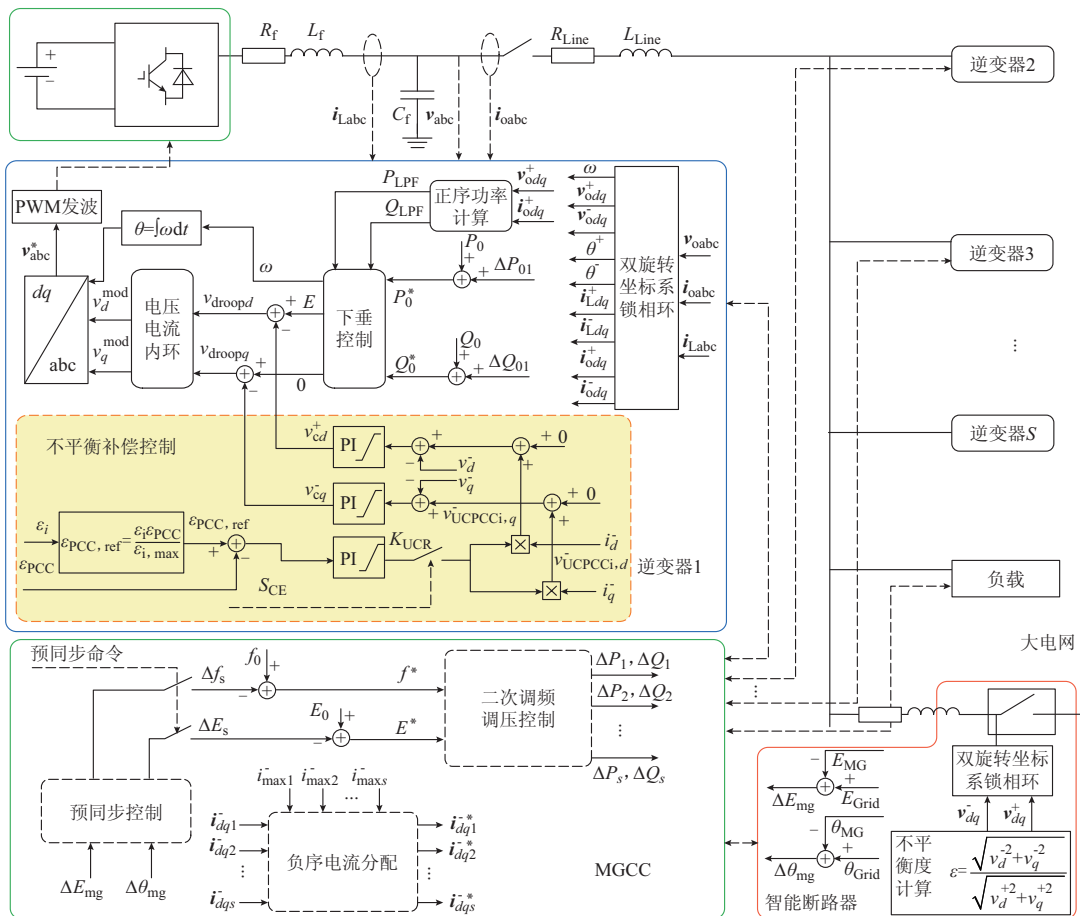 R_f
L_f
R_Line
L_Line
逆变器2
i_Labc
C_f
v_abc
i_oabc
PWM发波
v*_abc
θ=∫ωdt
ω
P_LPF
Q_LPF
正序功率
计算
v⁺_odq
i⁺_odq
P_0
ΔP_01
P*_0
Q_0
Q*_0
ΔQ_01
dq
abc
v_d^mod
v_q^mod
电压
电流
内环
v_droopd
v_droopq
E
0
下垂
控制
ω
v⁺_odq
v⁻_odq
θ⁺
θ⁻
i⁺_Ldq
i⁻_Ldq
i⁺_odq
i⁻_odq
双旋转
坐标系
锁相环
v_oabc
i_oabc
i_Labc
逆变器3
⋯
逆变器S
不平衡补偿控制
v⁺_cd
PI
v⁻_d
+ 0
v⁻_cq
PI
v⁻_q
+ 0
v⁻_UCPCCi,q
ε_i
ε_PCC
ε_PCC, ref = ε_i ε_PCC / ε_i, max
ε_PCC, ref
PI
K_UCR
S_CE
i⁻_d
v⁻_UCPCCi,d
i⁻_q
逆变器1
负载
大电网
预同步命令
Δf_s
f_0
f*
ΔE_s
E_0
E*
二次调频
调压控制
ΔP_1, ΔQ_1
ΔP_2, ΔQ_2
⋮
ΔP_s, ΔQ_s
⋮
预同步控制
ΔE_mg
Δθ_mg
i⁻_max1
i⁻_max2
⋯
i⁻_maxs
i⁻_dq1
i⁻_dq2
⋮
i⁻_dqs
负序电流分配
i⁻*_dq1
i⁻*_dq2
⋮
i⁻*_dqs
MGCC
E_MG
E_Grid
ΔE_mg
θ_MG
θ_Grid
Δθ_mg
智能断路器
双旋转坐标
系锁相环
v⁻_dq
v⁺_dq
不平
衡度
计算
ε=√(v_d⁻²+v_q⁻²) / √(v_d⁺²+v_q⁺²)